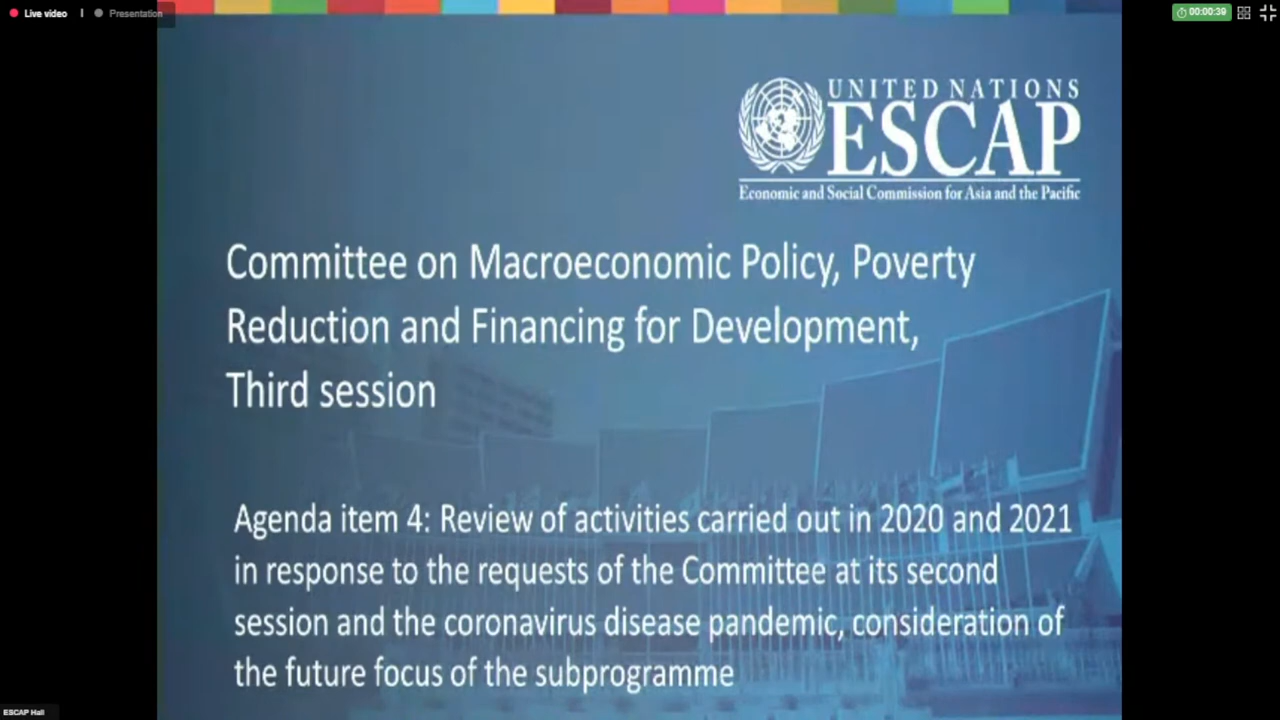 Live video
Presentation
00:00:39
UNITED NATIONS
ESCAP
Economic and Social Commission for Asia and the Pacific
Committee on Macroeconomic Policy, Poverty
Reduction and Financing for Development,
Third session
Agenda item 4: Review of activities carried out in 2020 and 2021
in response to the requests of the Committee at its second
session and the coronavirus disease pandemic, consideration of
the future focus of the subprogramme
ESCAP Hall